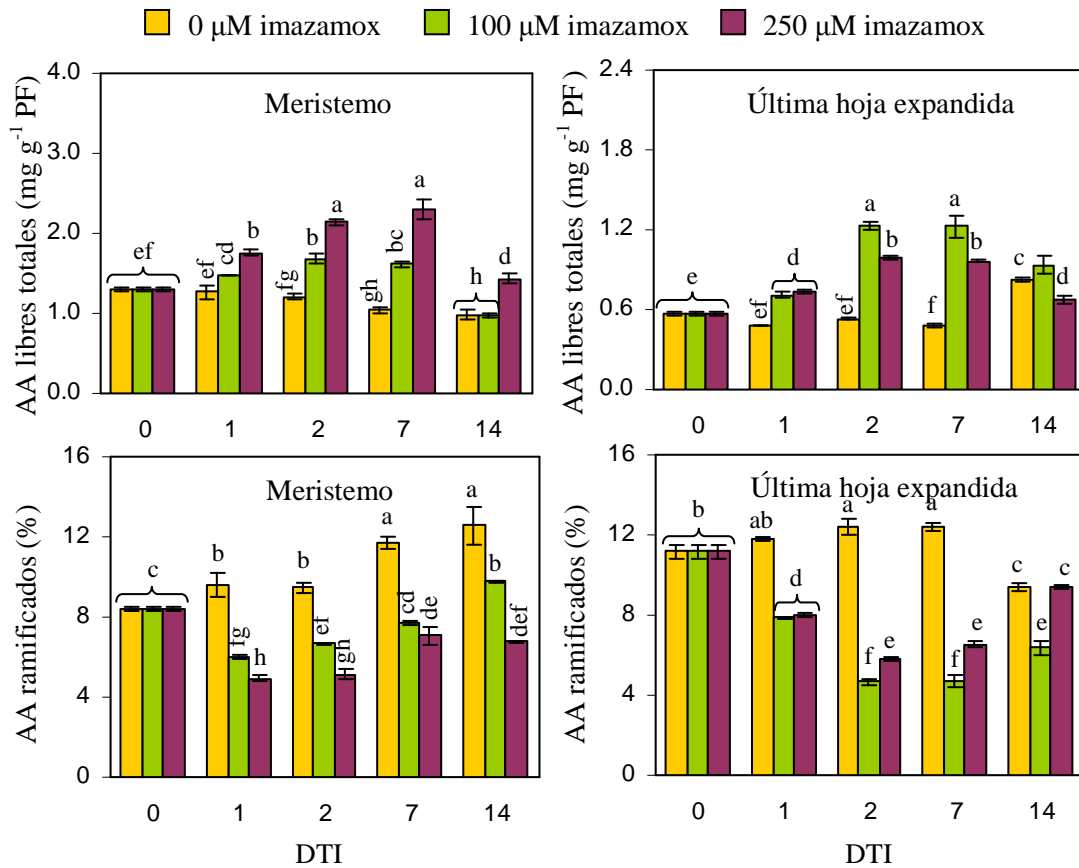 0 μM imazamox 100 μM imazamox 250 μM imazamox
AA libres totales (mg g⁻¹ PF)
4.0
3.0
2.0
1.0
0.0
Meristemo
ef
ef cd b
fg b a
gh bc a
h d
0 1 2 7 14
AA libres totales (mg g⁻¹ PF)
2.4
1.8
1.2
0.6
0.0
Última hoja expandida
e
ef d
ef a b
f a b
c d
0 1 2 7 14
AA ramificados (%)
16
12
8
4
0
Meristemo
c
b fg h
b ef gh
a cd de
a b def
0 1 2 7 14
DTI
AA ramificados (%)
16
12
8
4
0
Última hoja expandida
b
ab d
a f e
a f e
c e c
0 1 2 7 14
DTI